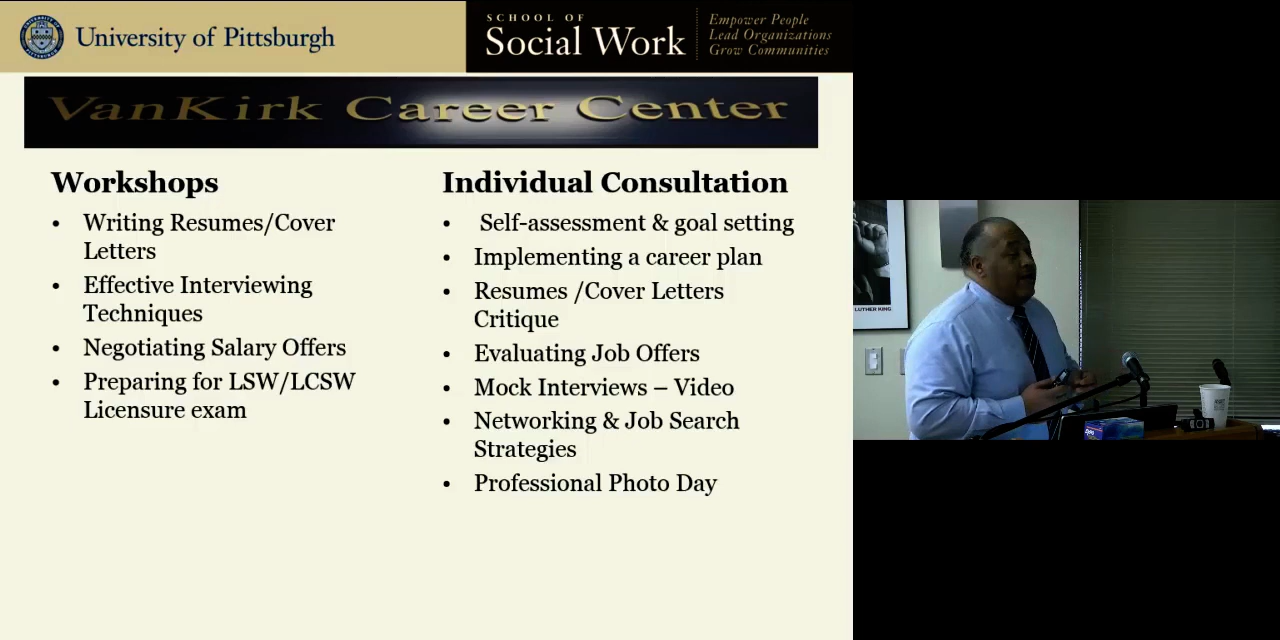 University of Pittsburgh
SCHOOL OF
Social Work
Empower People
Lead Organizations
Grow Communities
VanKirk Career Center
Workshops
• Writing Resumes/Cover
Letters
• Effective Interviewing
Techniques
• Negotiating Salary Offers
• Preparing for LSW/LCSW
Licensure exam
Individual Consultation
• Self-assessment & goal setting
• Implementing a career plan
• Resumes /Cover Letters
Critique
• Evaluating Job Offers
• Mock Interviews – Video
• Networking & Job Search
Strategies
• Professional Photo Day
LUTHER KING